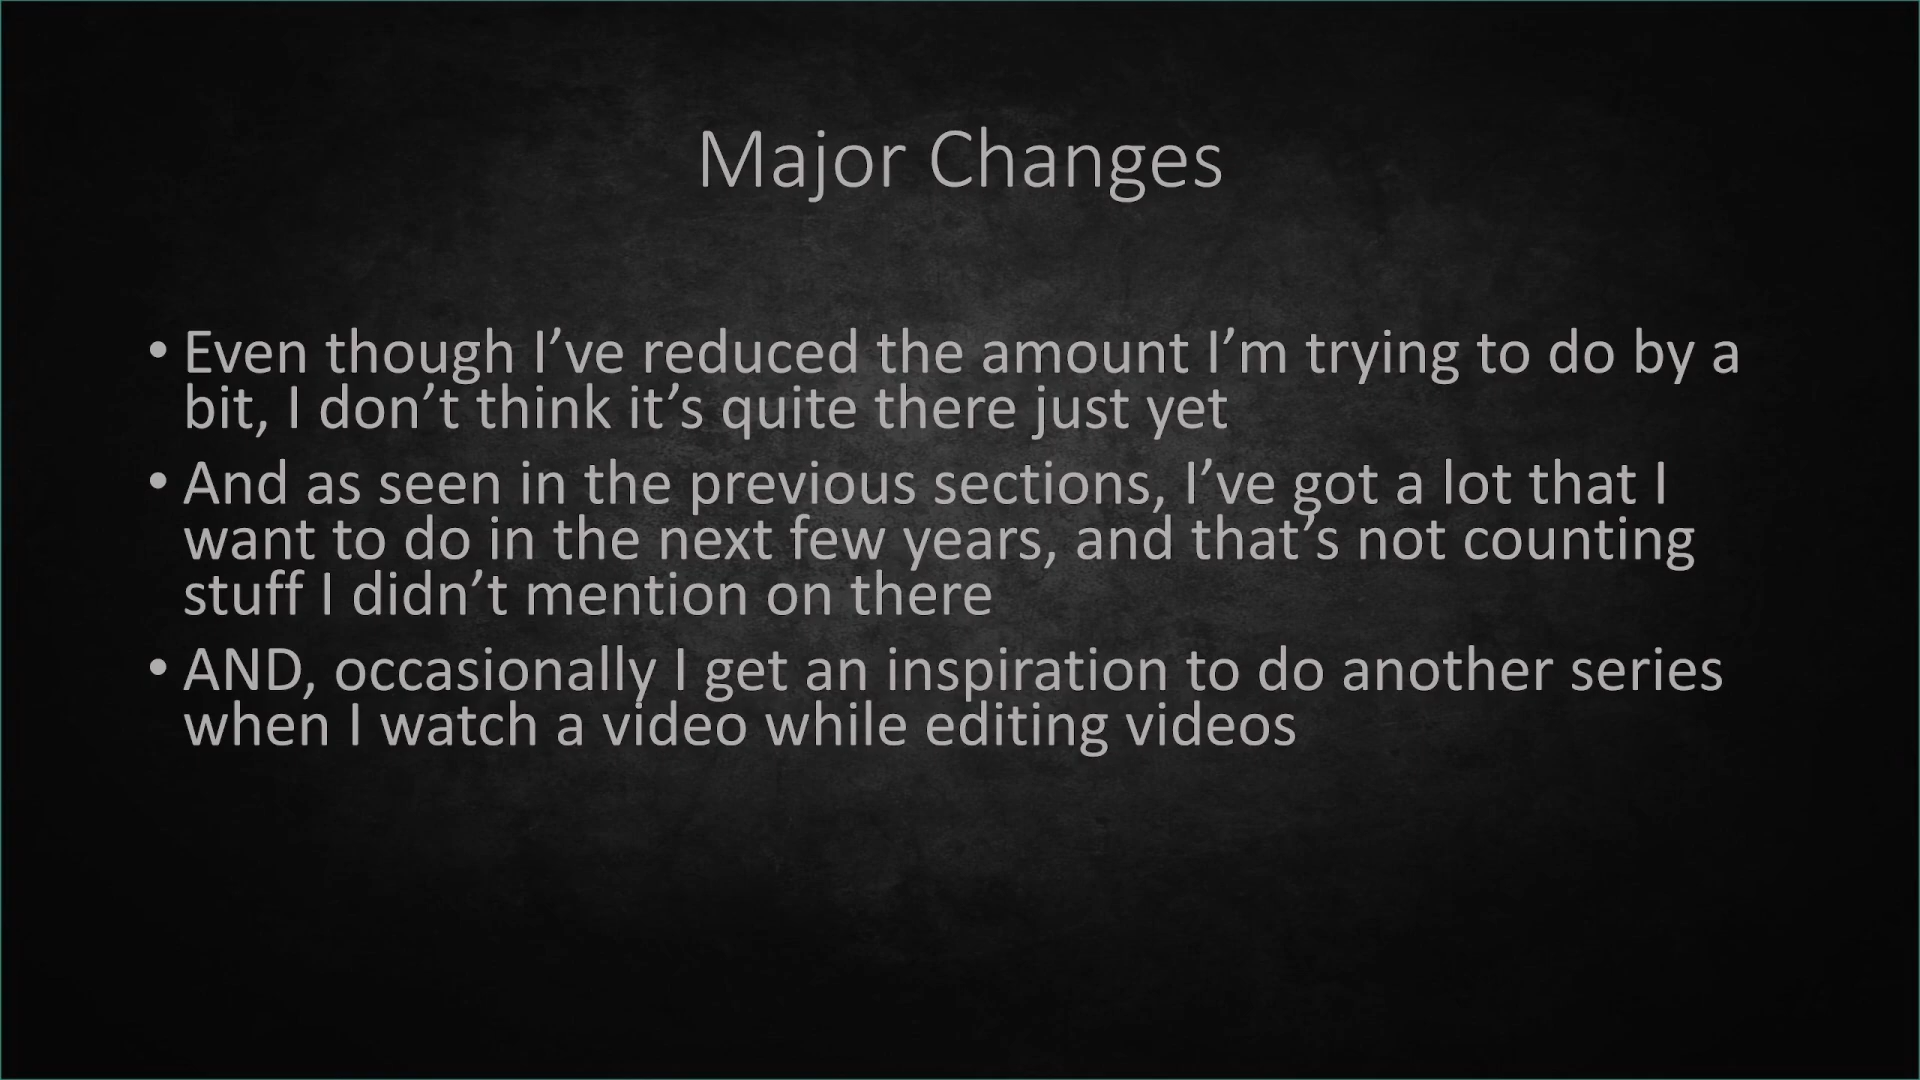 Major Changes
• Even though I’ve reduced the amount I’m trying to do by a
bit, I don’t think it’s quite there just yet
• And as seen in the previous sections, I’ve got a lot that I
want to do in the next few years, and that’s not counting
stuff I didn’t mention on there
• AND, occasionally I get an inspiration to do another series
when I watch a video while editing videos